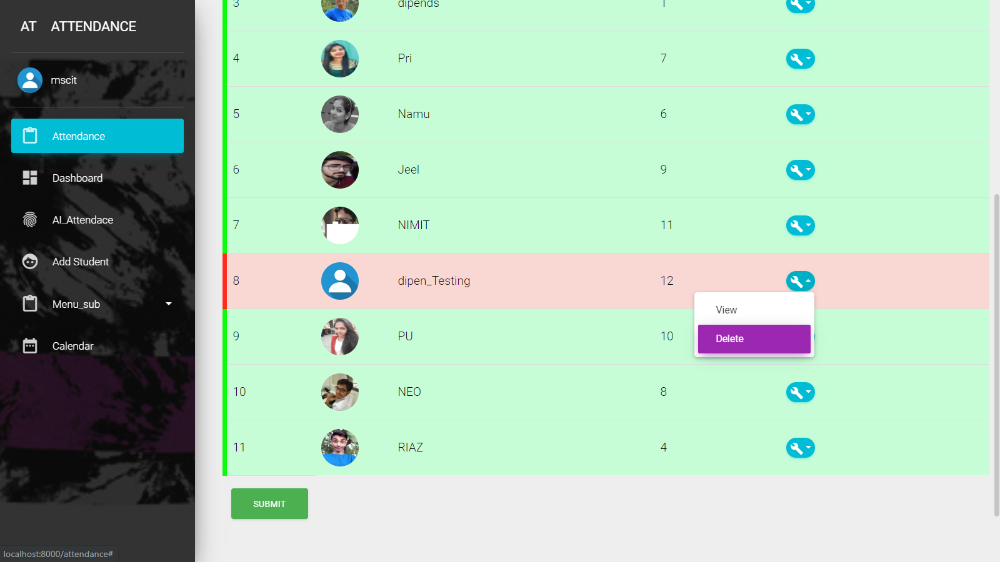 AT ATTENDANCE
mscit
Attendance
Dashboard
AI_Attendace
Add Student
Menu_sub
Calendar
localhost:8000/attendance#
3 dipends 1
4 Pri 7
5 Namu 6
6 Jeel 9
7 NIMIT 11
8 dipen_Testing 12
View
Delete
9 PU 10
10 NEO 8
11 RIAZ 4
SUBMIT